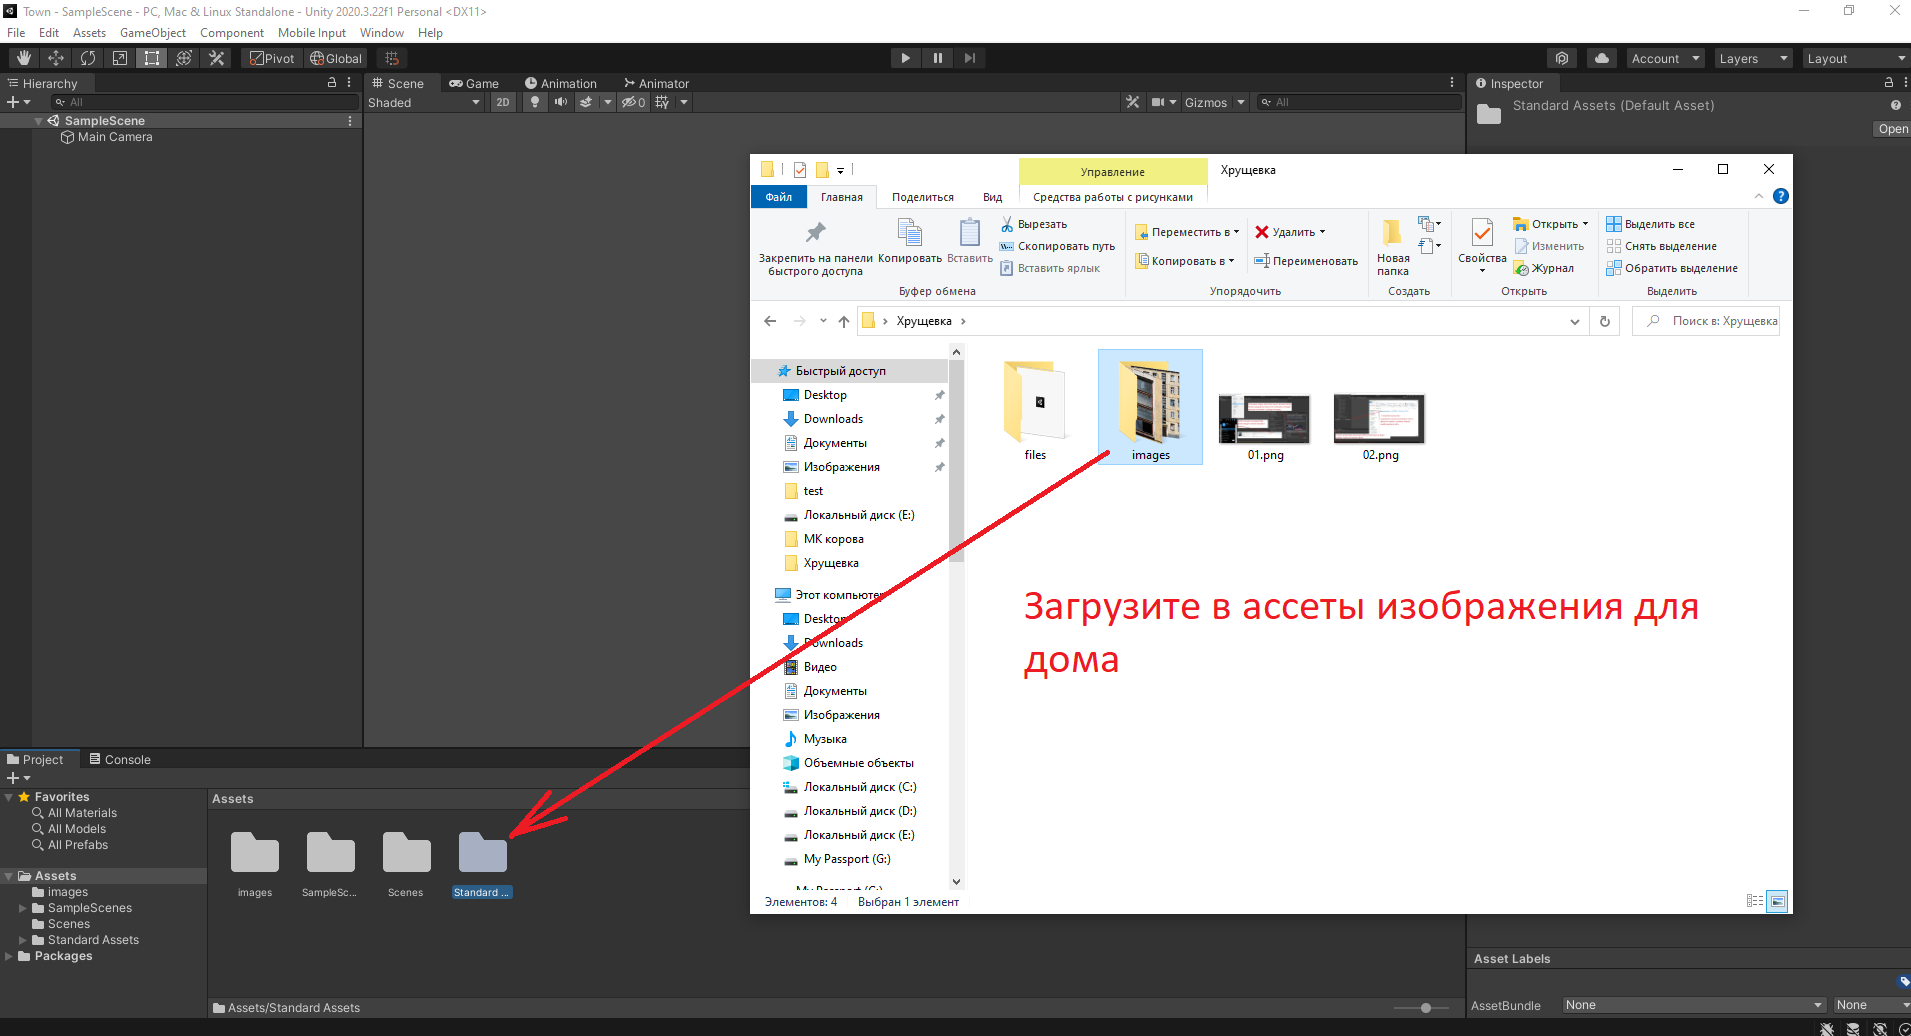 Town - SampleScene - PC, Mac & Linux Standalone - Unity 2020.3.22f1 Personal <DX11>
File Edit Assets GameObject Component Mobile Input Window Help
Pivot Global Account Layers Layout
Hierarchy
All
SampleScene
Main Camera
Scene Game Animation Animator
Shaded 2D 0 Gizmos All
Inspector
Standard Assets (Default Asset)
Open
Управление Хрущевка
Файл Главная Поделиться Вид Средства работы с рисунками
Закрепить на панели быстрого доступа
Копировать
Вставить
Вырезать
Скопировать путь
Вставить ярлык
Буфер обмена
Переместить в
Копировать в
Удалить
Переименовать
Упорядочить
Новая папка
Создать
Свойства
Открыть
Изменить
Журнал
Открыть
Выделить все
Снять выделение
Обратить выделение
Выделить
Хрущевка
Поиск в: Хрущевка
Быстрый доступ
Desktop
Downloads
Документы
Изображения
test
Локальный диск (E:)
МК корова
Хрущевка
Этот компьютер
Desktop
Downloads
Видео
Документы
Изображения
Музыка
Объемные объекты
Локальный диск (C:)
Локальный диск (D:)
Локальный диск (E:)
My Passport (G:)
My Passport (G:)
files images 01.png 02.png
Загрузите в ассеты изображения для
дома
Элементов: 4 Выбран 1 элемент
Project Console
Favorites
All Materials
All Models
All Prefabs
Assets
images
SampleScenes
Scenes
Standard Assets
Packages
Assets
images SampleSc... Scenes Standard ...
Assets/Standard Assets
Asset Labels
AssetBundle None None